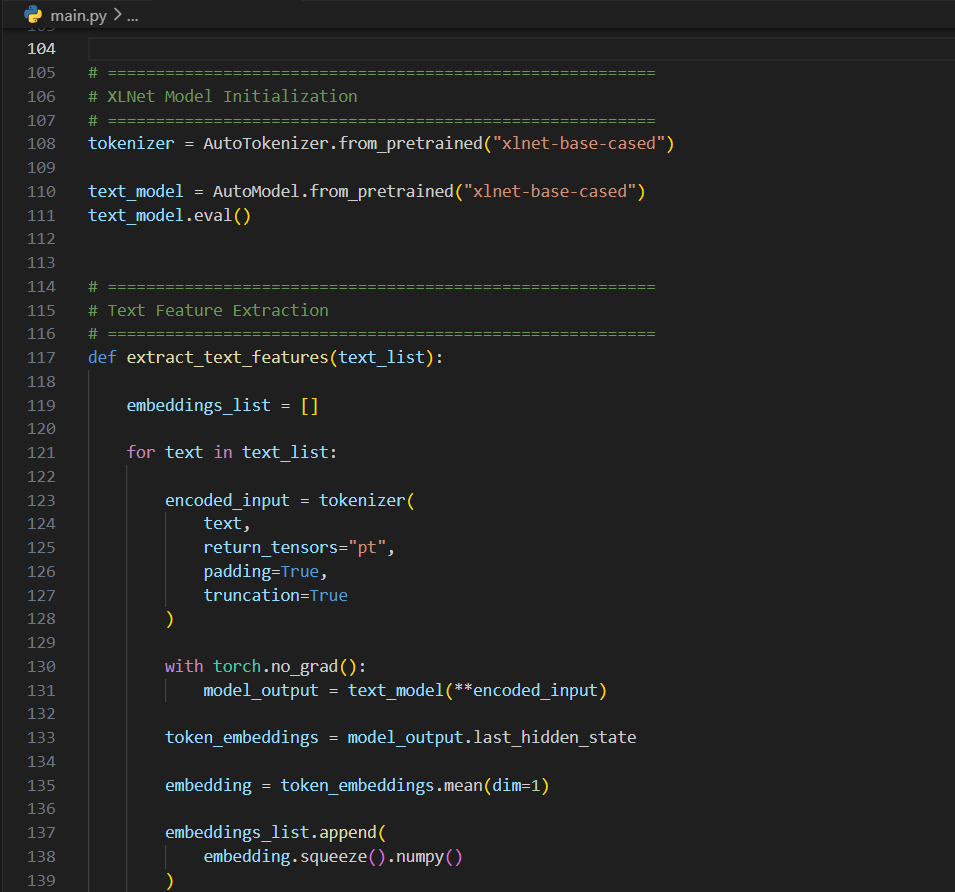 main.py > ...
104
105 # =========================================================
106 # XLNet Model Initialization
107 # =========================================================
108 tokenizer = AutoTokenizer.from_pretrained("xlnet-base-cased")
109
110 text_model = AutoModel.from_pretrained("xlnet-base-cased")
111 text_model.eval()
112
113
114 # =========================================================
115 # Text Feature Extraction
116 # =========================================================
117 def extract_text_features(text_list):
118
119     embeddings_list = []
120
121     for text in text_list:
122
123         encoded_input = tokenizer(
124             text,
125             return_tensors="pt",
126             padding=True,
127             truncation=True
128         )
129
130         with torch.no_grad():
131             model_output = text_model(**encoded_input)
132
133         token_embeddings = model_output.last_hidden_state
134
135         embedding = token_embeddings.mean(dim=1)
136
137         embeddings_list.append(
138             embedding.squeeze().numpy()
139         )